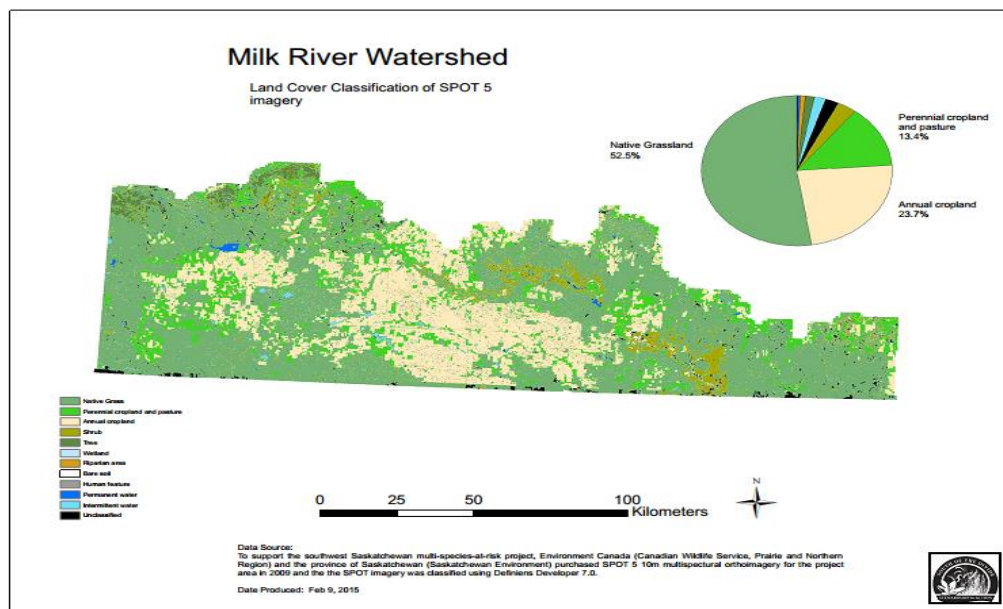 Milk River Watershed
Land Cover Classification of SPOT 5
imagery
Native Grassland
52.5%
Perennial cropland
and pasture
13.4%
Annual cropland
23.7%
Native Grass
Perennial cropland and pasture
Annual cropland
Shrub
Tree
Wetland
Riparian area
Bare soil
Human feature
Permanent water
Intermittent water
Unclassified
0 25 50 100
Kilometers
N
Data Source:
To support the southwest Saskatchewan multi-species-at-risk project, Environment Canada (Canadian Wildlife Service, Prairie and Northern
Region) and the province of Saskatchewan (Saskatchewan Environment) purchased SPOT 5 10m multispectral orthoimagery for the project
area in 2009 and the the SPOT imagery was classified using Definiens Developer 7.0.
Date Produced: Feb 9, 2015